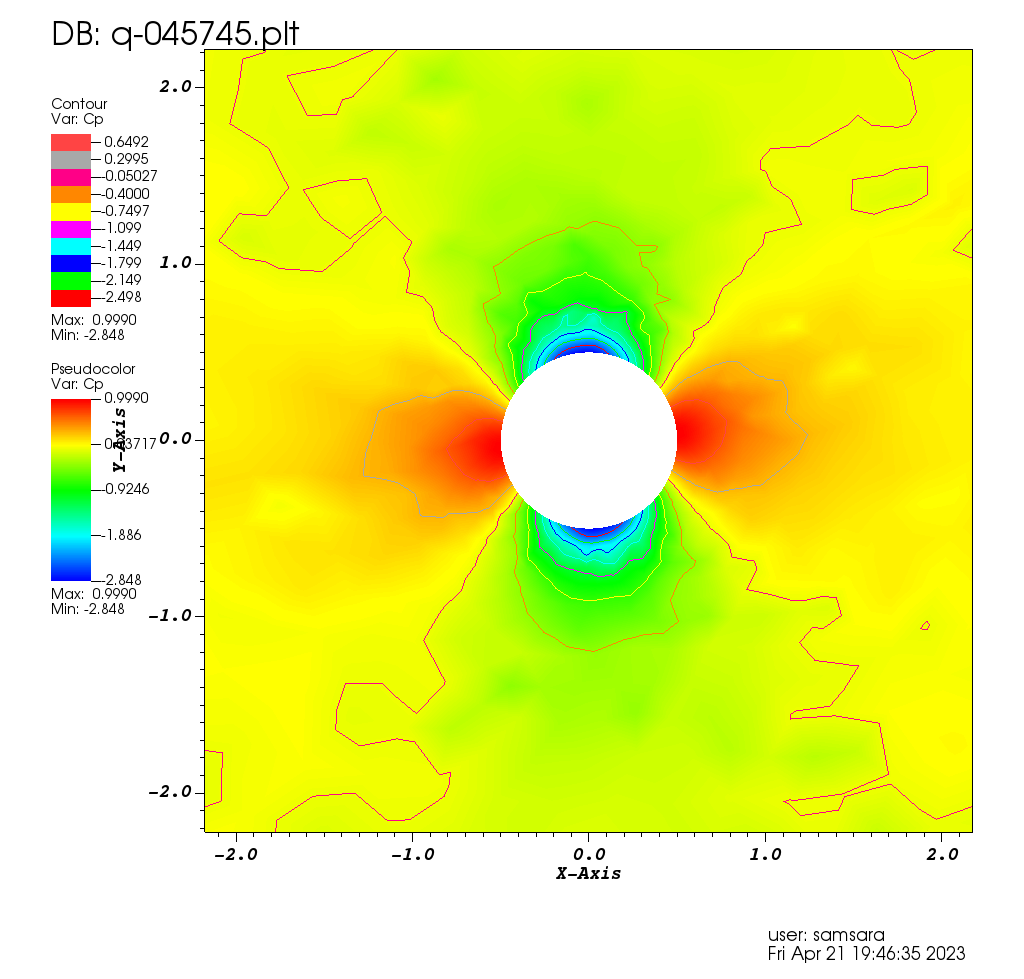 DB: q-045745.plt
Contour
Var: Cp
0.6492
0.2995
-0.05027
-0.4000
-0.7497
-1.099
-1.449
-1.799
-2.149
-2.498
Max: 0.9990
Min: -2.848
Pseudocolor
Var: Cp
0.9990
0.03717
-0.9246
-1.886
-2.848
Max: 0.9990
Min: -2.848
Y-Axis
2.0
1.0
0.0
-1.0
-2.0
-2.0 -1.0 0.0 1.0 2.0
X-Axis
user: samsara
Fri Apr 21 19:46:35 2023